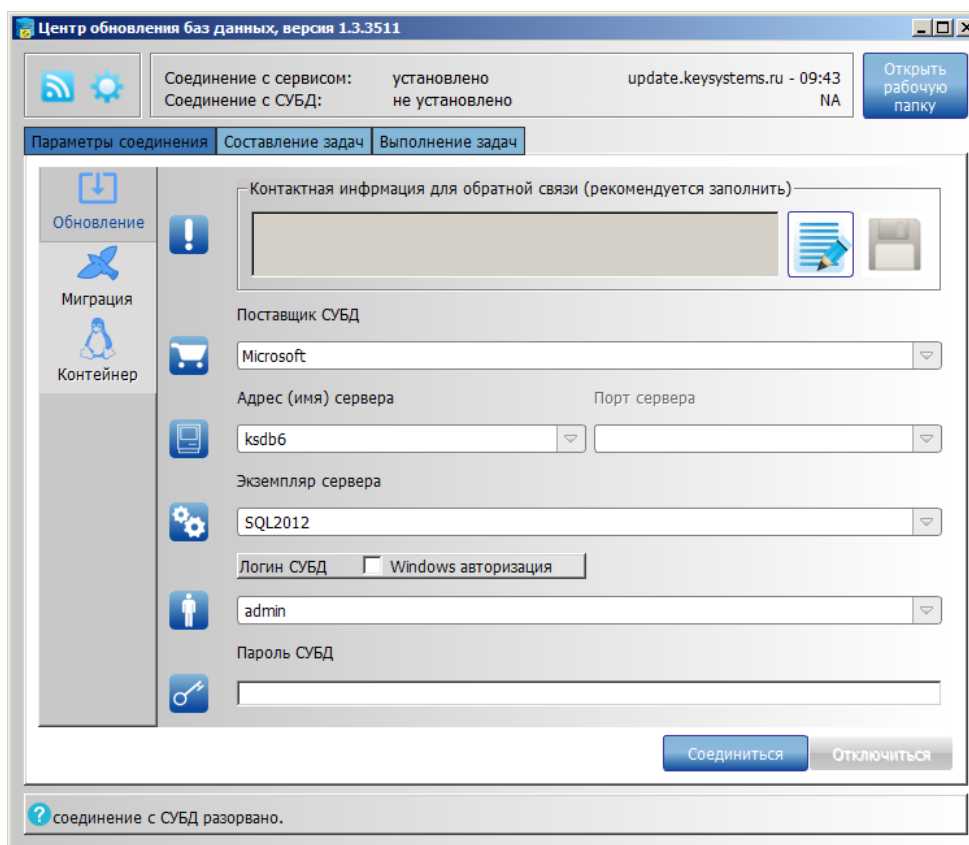 Центр обновления баз данных, версия 1.3.3511
Соединение с сервисом: установлено update.keysystems.ru - 09:43
Соединение с СУБД: не установлено NA
Открыть
рабочую
папку
Параметры соединения Составление задач Выполнение задач
Обновление
Миграция
Контейнер
Контактная инфрмация для обратной связи (рекомендуется заполнить)
Поставщик СУБД
Microsoft
Адрес (имя) сервера Порт сервера
ksdb6
Экземпляр сервера
SQL2012
Логин СУБД Windows авторизация
admin
Пароль СУБД
Соединиться Отключиться
соединение с СУБД разорвано.